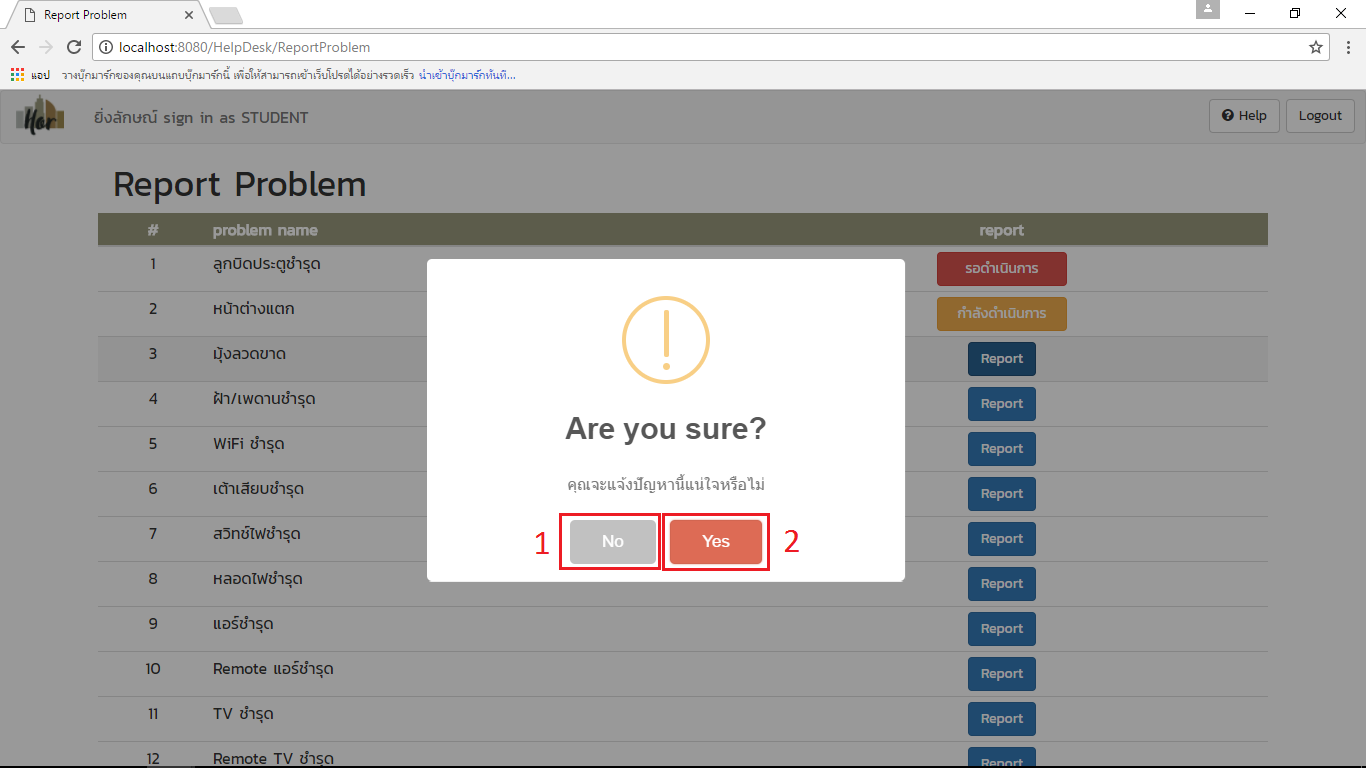 Report Problem
localhost:8080/HelpDesk/ReportProblem
แอป วางบุ๊กมาร์กของคุณบนแถบบุ๊กมาร์กนี้ เพื่อให้สามารถเข้าเว็บโปรดได้อย่างรวดเร็ว นำเข้าบุ๊กมาร์กทันที...
Hor ยิ่งลักษณ์ sign in as STUDENT Help Logout
Report Problem
# problem name report
1 ลูกบิดประตูชำรุด รอดำเนินการ
2 หน้าต่างแตก กำลังดำเนินการ
3 มุ้งลวดขาด Report
4 ฝ้า/เพดานชำรุด Report
5 WiFi ชำรุด Report
6 เต้าเสียบชำรุด Report
7 สวิทช์ไฟชำรุด Report
8 หลอดไฟชำรุด Report
9 แอร์ชำรุด Report
10 Remote แอร์ชำรุด Report
11 TV ชำรุด Report
12 Remote TV ชำรุด Report
Are you sure?
คุณจะแจ้งปัญหานี้แน่ใจหรือไม่
1 No Yes 2